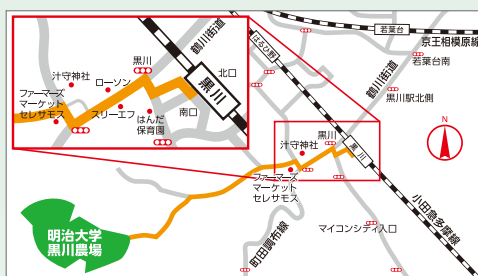 鶴川街道
黒川
汁守神社
ローソン
北口
黒川
ファーマーズ
マーケット
セレサモス
スリーエフ
はんだ
保育園
南口
はるひ野
若葉台
京王相模原線
若葉台南
鶴川街道
黒川駅北側
N
黒川
汁守神社
黒川
ファーマーズ
マーケット
セレサモス
小田急多摩線
マイコンシティ入口
町田調布線
明治大学
黒川農場